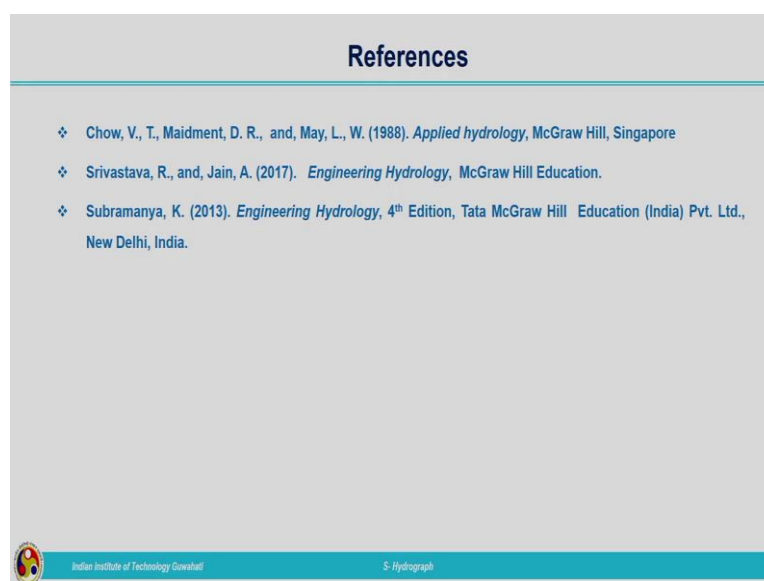 References
❖ Chow, V., T., Maidment, D. R., and, May, L., W. (1988). Applied hydrology, McGraw Hill, Singapore
❖ Srivastava, R., and, Jain, A. (2017). Engineering Hydrology, McGraw Hill Education.
❖ Subramanya, K. (2013). Engineering Hydrology, 4th Edition, Tata McGraw Hill Education (India) Pvt. Ltd.,
New Delhi, India.
Indian Institute of Technology Guwahati
S- Hydrograph